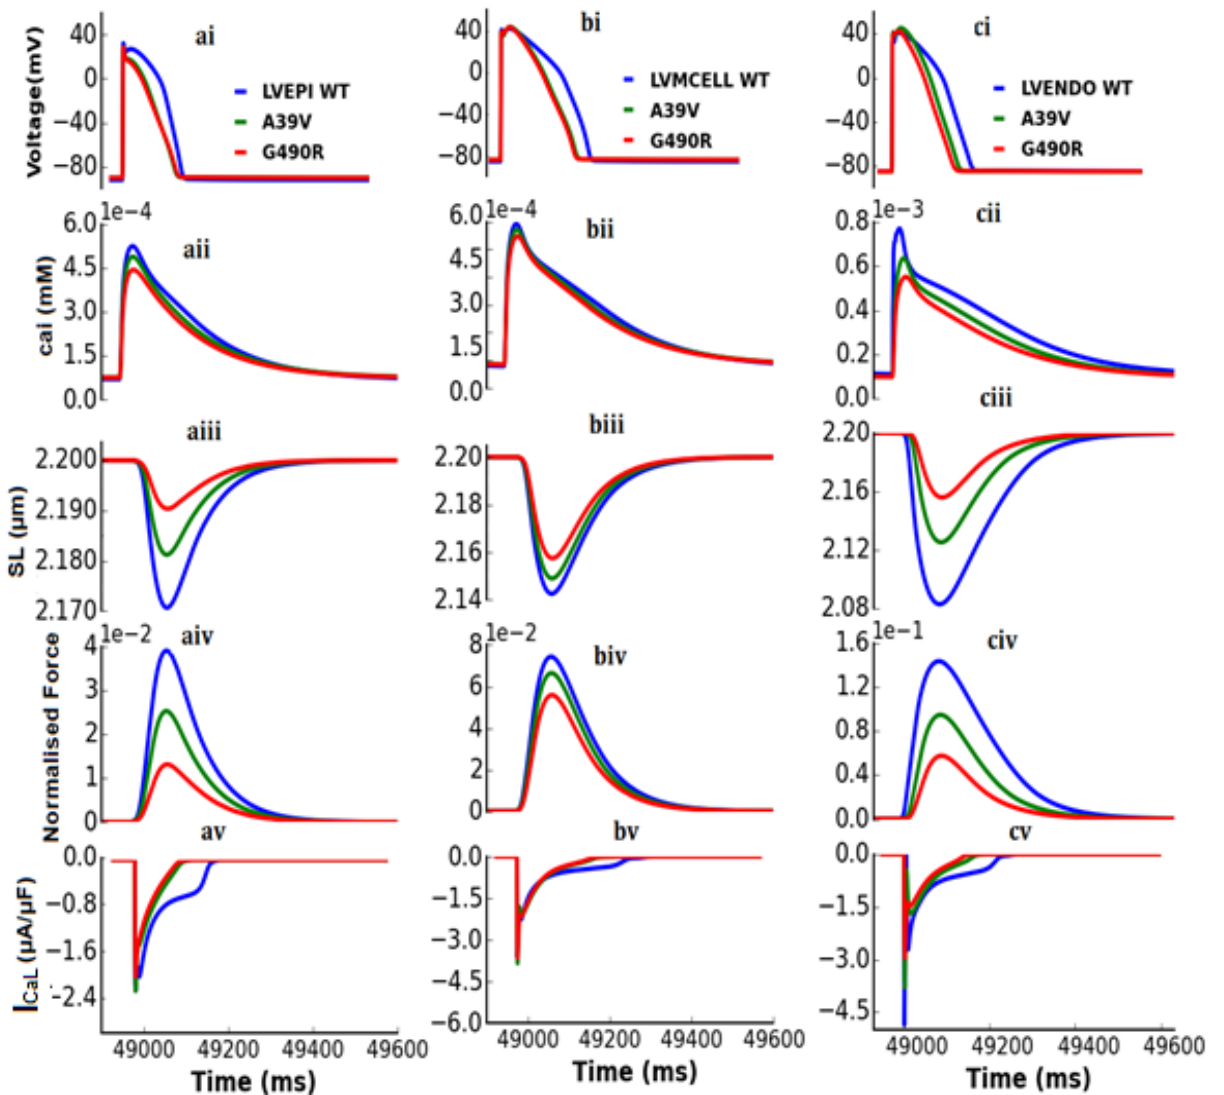 ai
bi
ci
Voltage(mV)
40
0
−40
−80
LVEPI WT
A39V
G490R
40
0
−40
−80
LVMCELL WT
A39V
G490R
40
0
−40
−80
LVENDO WT
A39V
G490R
cai (mM)
1e−4
6.0
4.5
3.0
1.5
0.0
aii
6.0
1e−4
4.5
3.0
1.5
0.0
bii
1e−3
0.8
0.6
0.4
0.2
0.0
cii
SL (μm)
aiii
2.200
2.190
2.180
2.170
biii
2.20
2.18
2.16
2.14
ciii
2.20
2.16
2.12
2.08
Normalised Force
1e−2
aiv
4
3
2
1
0
1e−2
biv
8
6
4
2
0
1e−1
civ
1.6
1.2
0.8
0.4
0.0
ICaL (μA/μF)
av
0.0
−0.8
−1.6
−2.4
bv
0.0
−1.5
−3.0
−4.5
−6.0
cv
0.0
−1.5
−3.0
−4.5
49000 49200 49400 49600
49000 49200 49400 49600
49000 49200 49400 49600
Time (ms)
Time (ms)
Time (ms)